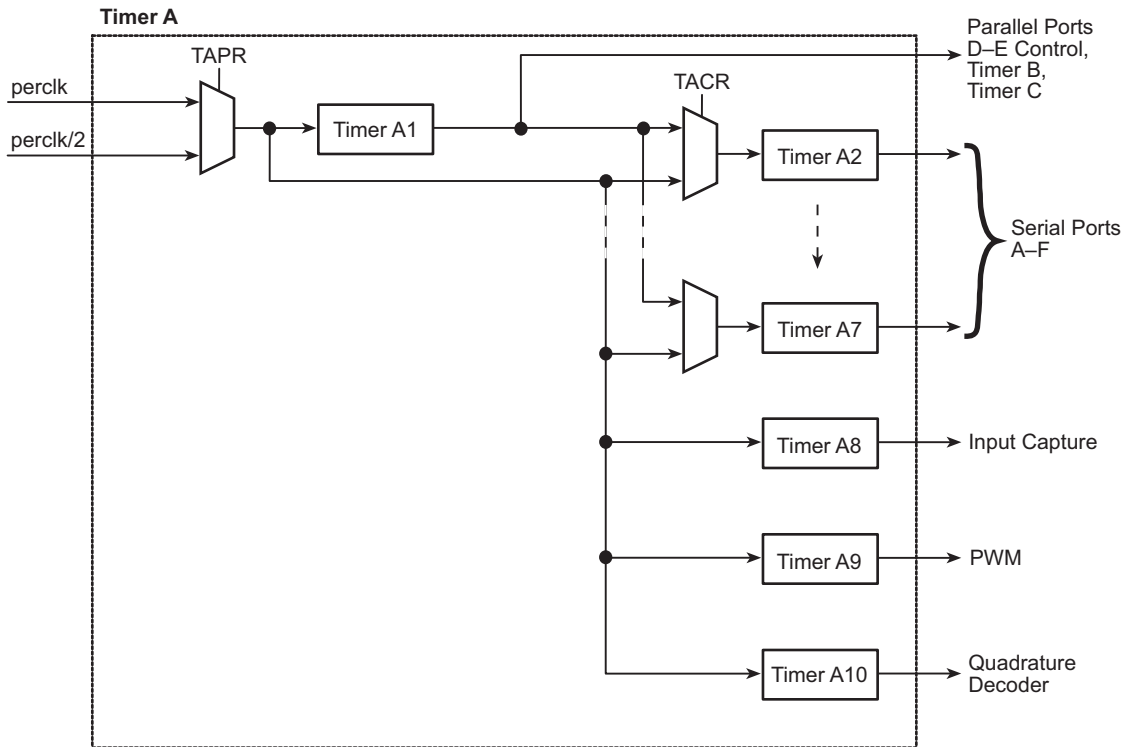 Timer A
TAPR
perclk
perclk/2
Timer A1
TACR
Parallel Ports
D–E Control,
Timer B,
Timer C
Timer A2
Serial Ports
A–F
Timer A7
Timer A8
Input Capture
Timer A9
PWM
Timer A10
Quadrature
Decoder